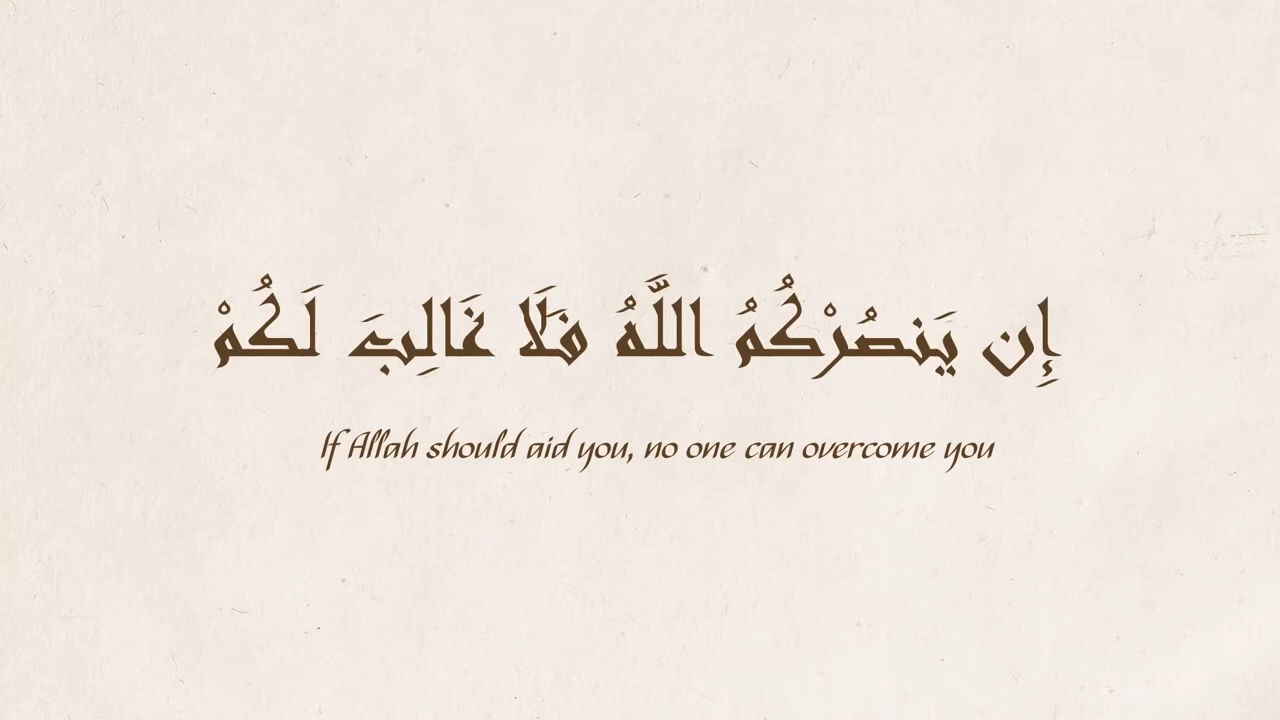 إِن يَنصُرْكُمُ اللَّهُ فَلَا غَالِبَ لَكُمْ
If Allah should aid you, no one can overcome you